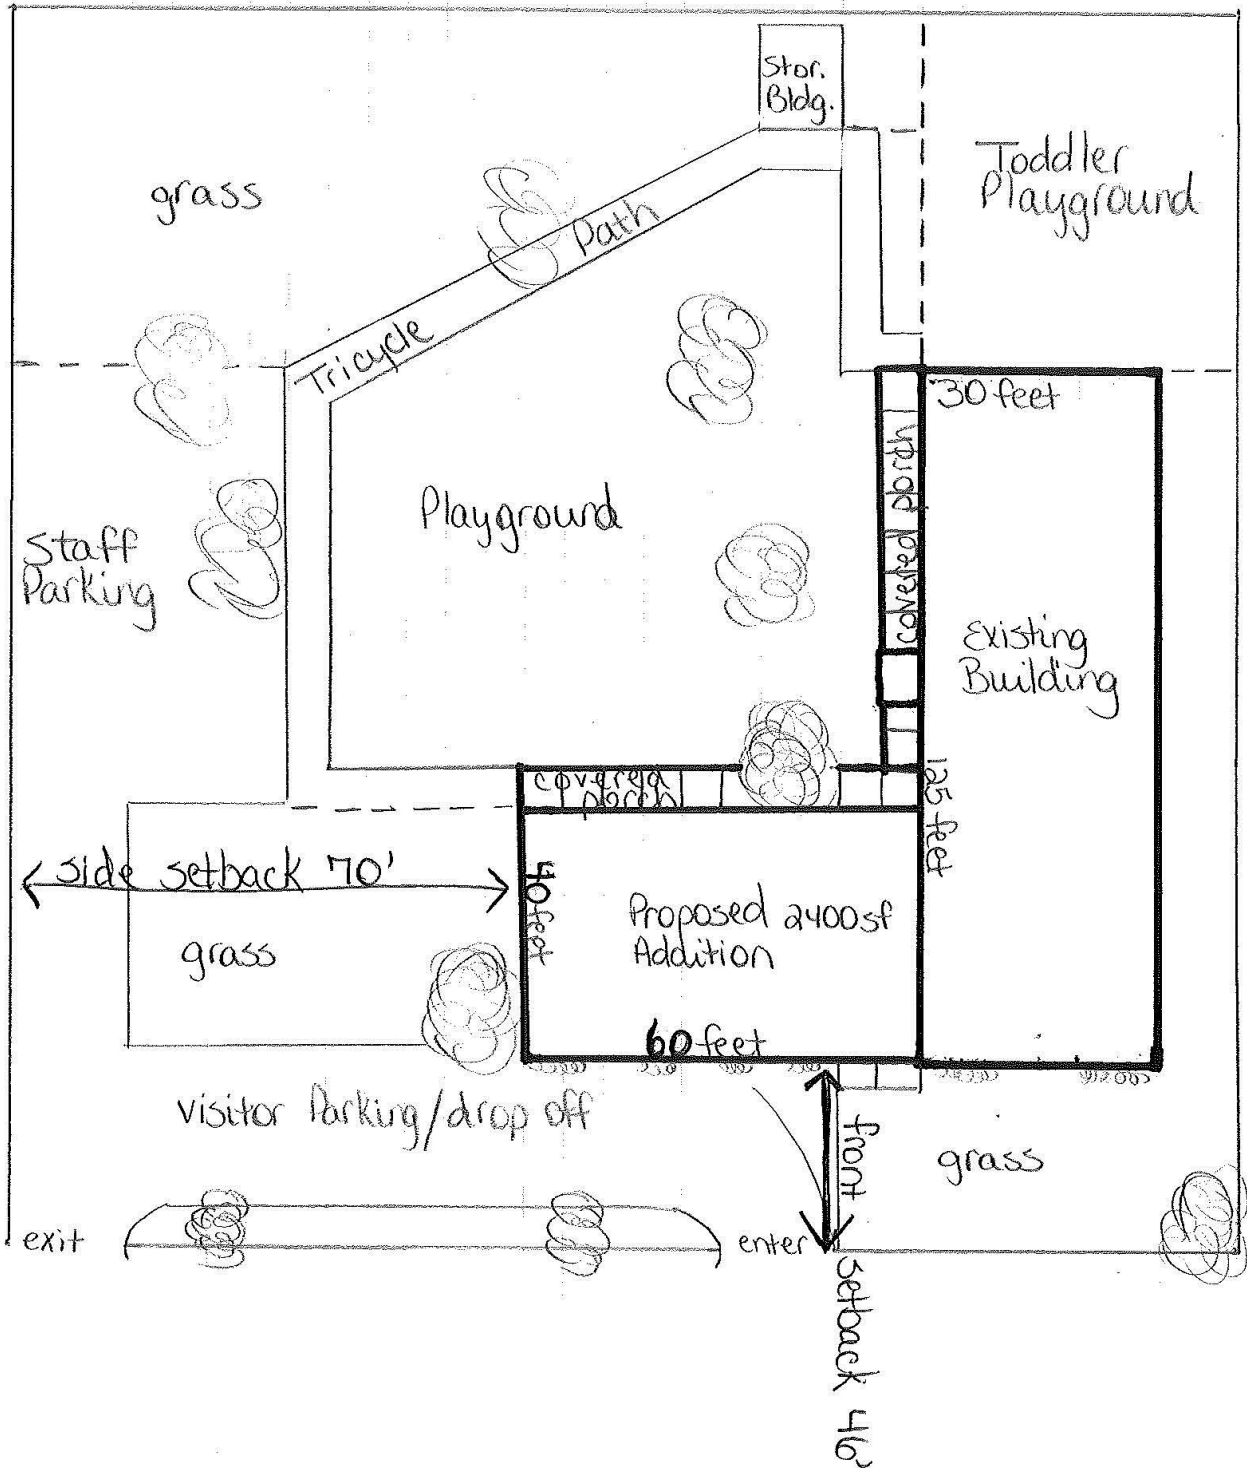 Stor.
Bldg.
Toddler
Playground
grass
Tricycle Path
30 feet
covered porch
Playground
Staff
Parking
Existing
Building
covered
porch
125 feet
side setback 70'
40 feet
Proposed 2400sf
Addition
grass
60 feet
visitor Parking/drop off
front setback 46'
grass
exit
enter